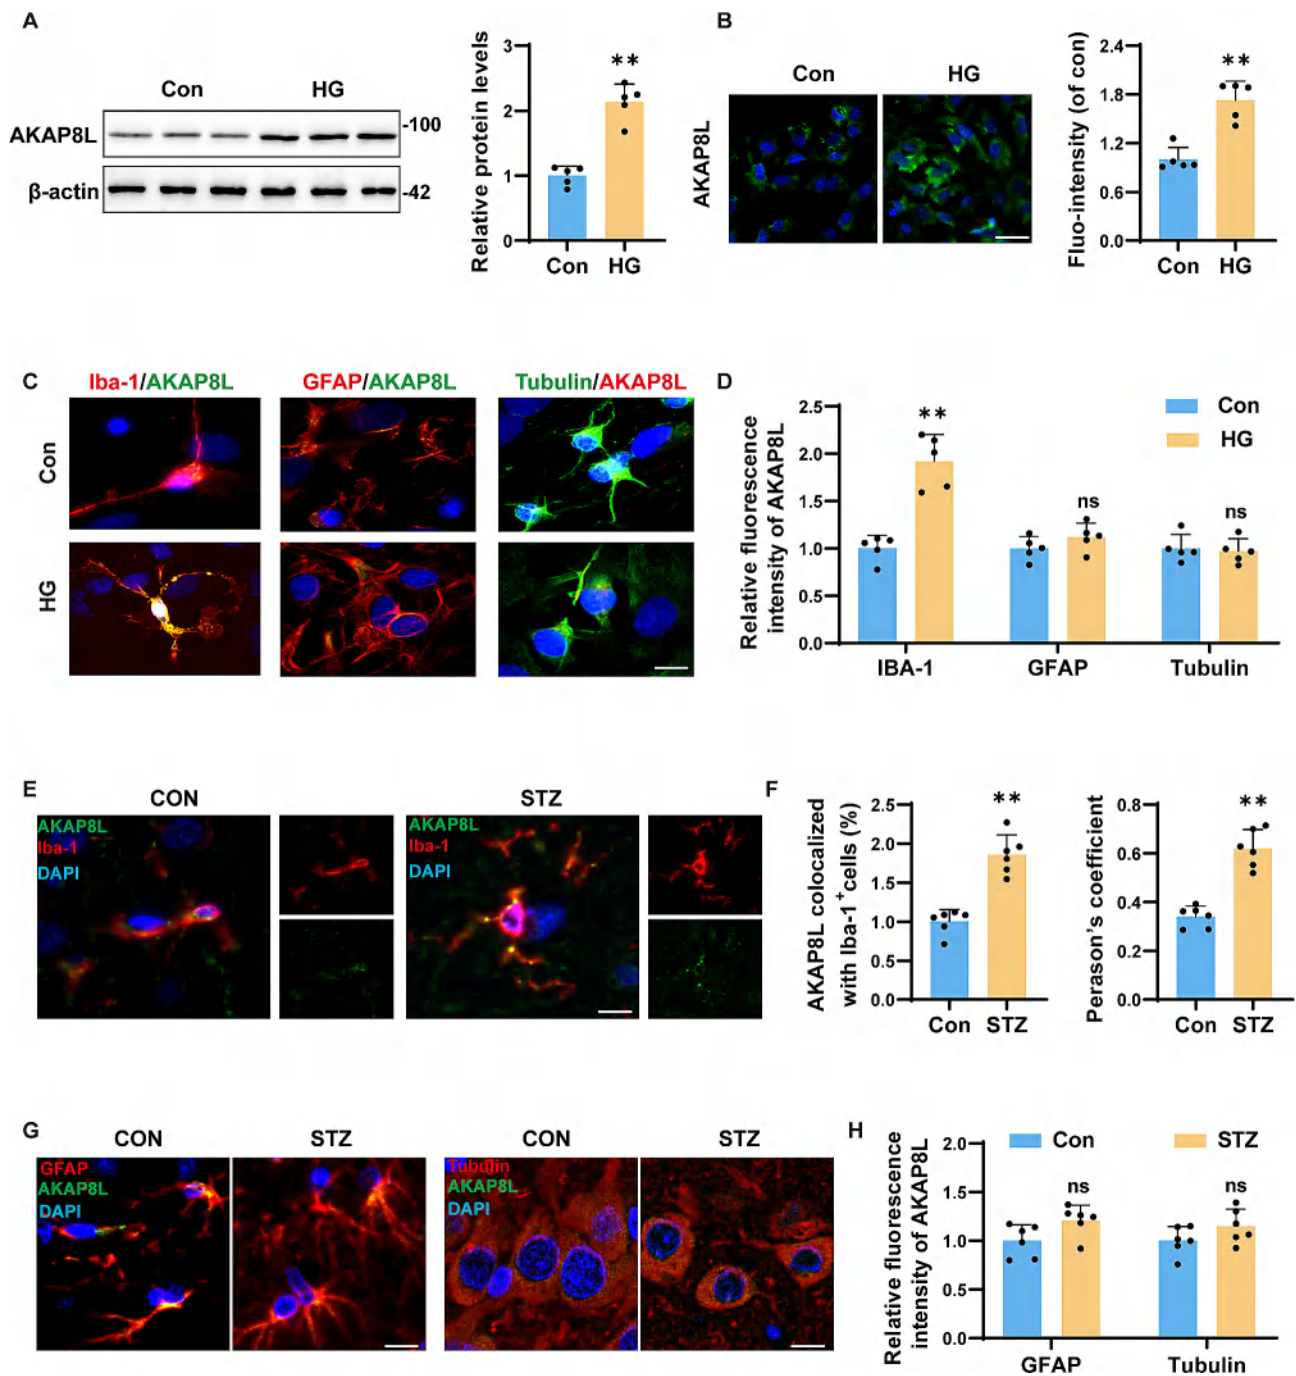 A
Con HG
AKAP8L
-100
β-actin
-42
Relative protein levels
3
2
1
0
**
Con HG
B
Con HG
AKAP8L
Fluo-intensity (of con)
2.4
1.8
1.2
0.6
0.0
**
Con HG
C
Iba-1/AKAP8L GFAP/AKAP8L Tubulin/AKAP8L
Con
HG
D
Relative fluorescence
intensity of AKAP8L
2.5
2.0
1.5
1.0
0.5
0.0
**
ns
ns
Con
HG
IBA-1 GFAP Tubulin
E
CON STZ
AKAP8L
Iba-1
DAPI
AKAP8L
Iba-1
DAPI
F
AKAP8L colocalized
with Iba-1+cells (%)
2.5
2.0
1.5
1.0
0.5
0.0
**
Con STZ
Perason's coefficient
0.8
0.6
0.4
0.2
0.0
**
Con STZ
G
CON STZ CON STZ
GFAP
AKAP8L
DAPI
Tubulin
AKAP8L
DAPI
H
Relative fluorescence
intensity of AKAP8L
2.0
1.5
1.0
0.5
0.0
Con STZ
ns
ns
GFAP Tubulin